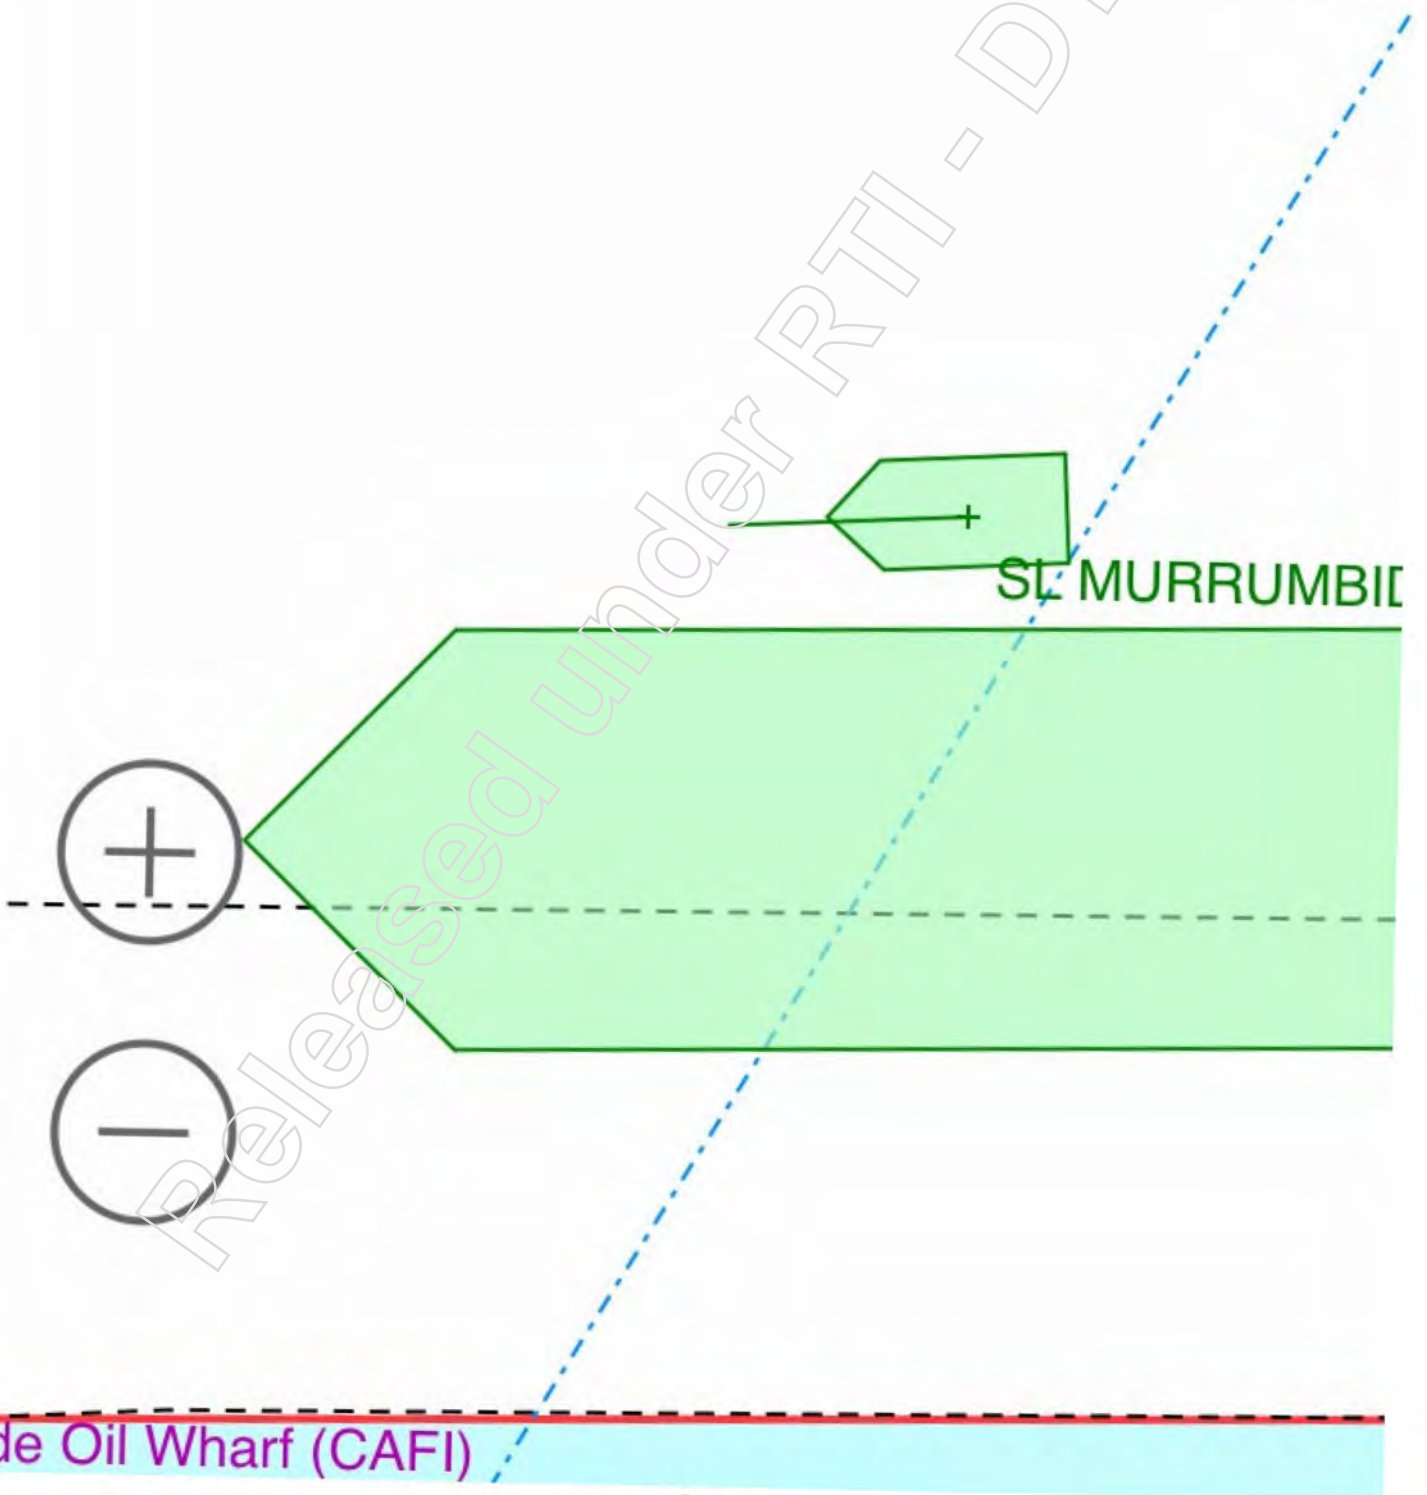 Released under RTI - D
SL MURRUMBID
de Oil Wharf (CAFI)